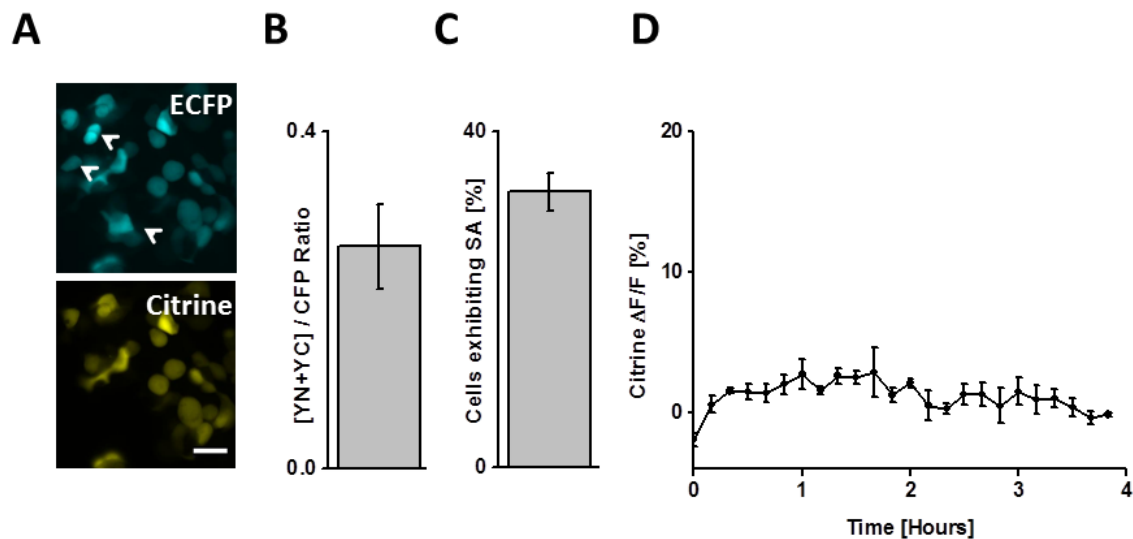 A
B
C
D
ECFP
Citrine
[YN+YC] / CFP Ratio
0.4
0.0
Cells exhibiting SA [%]
40
0
Citrine ΔF/F [%]
20
10
0
0
1
2
3
4
Time [Hours]